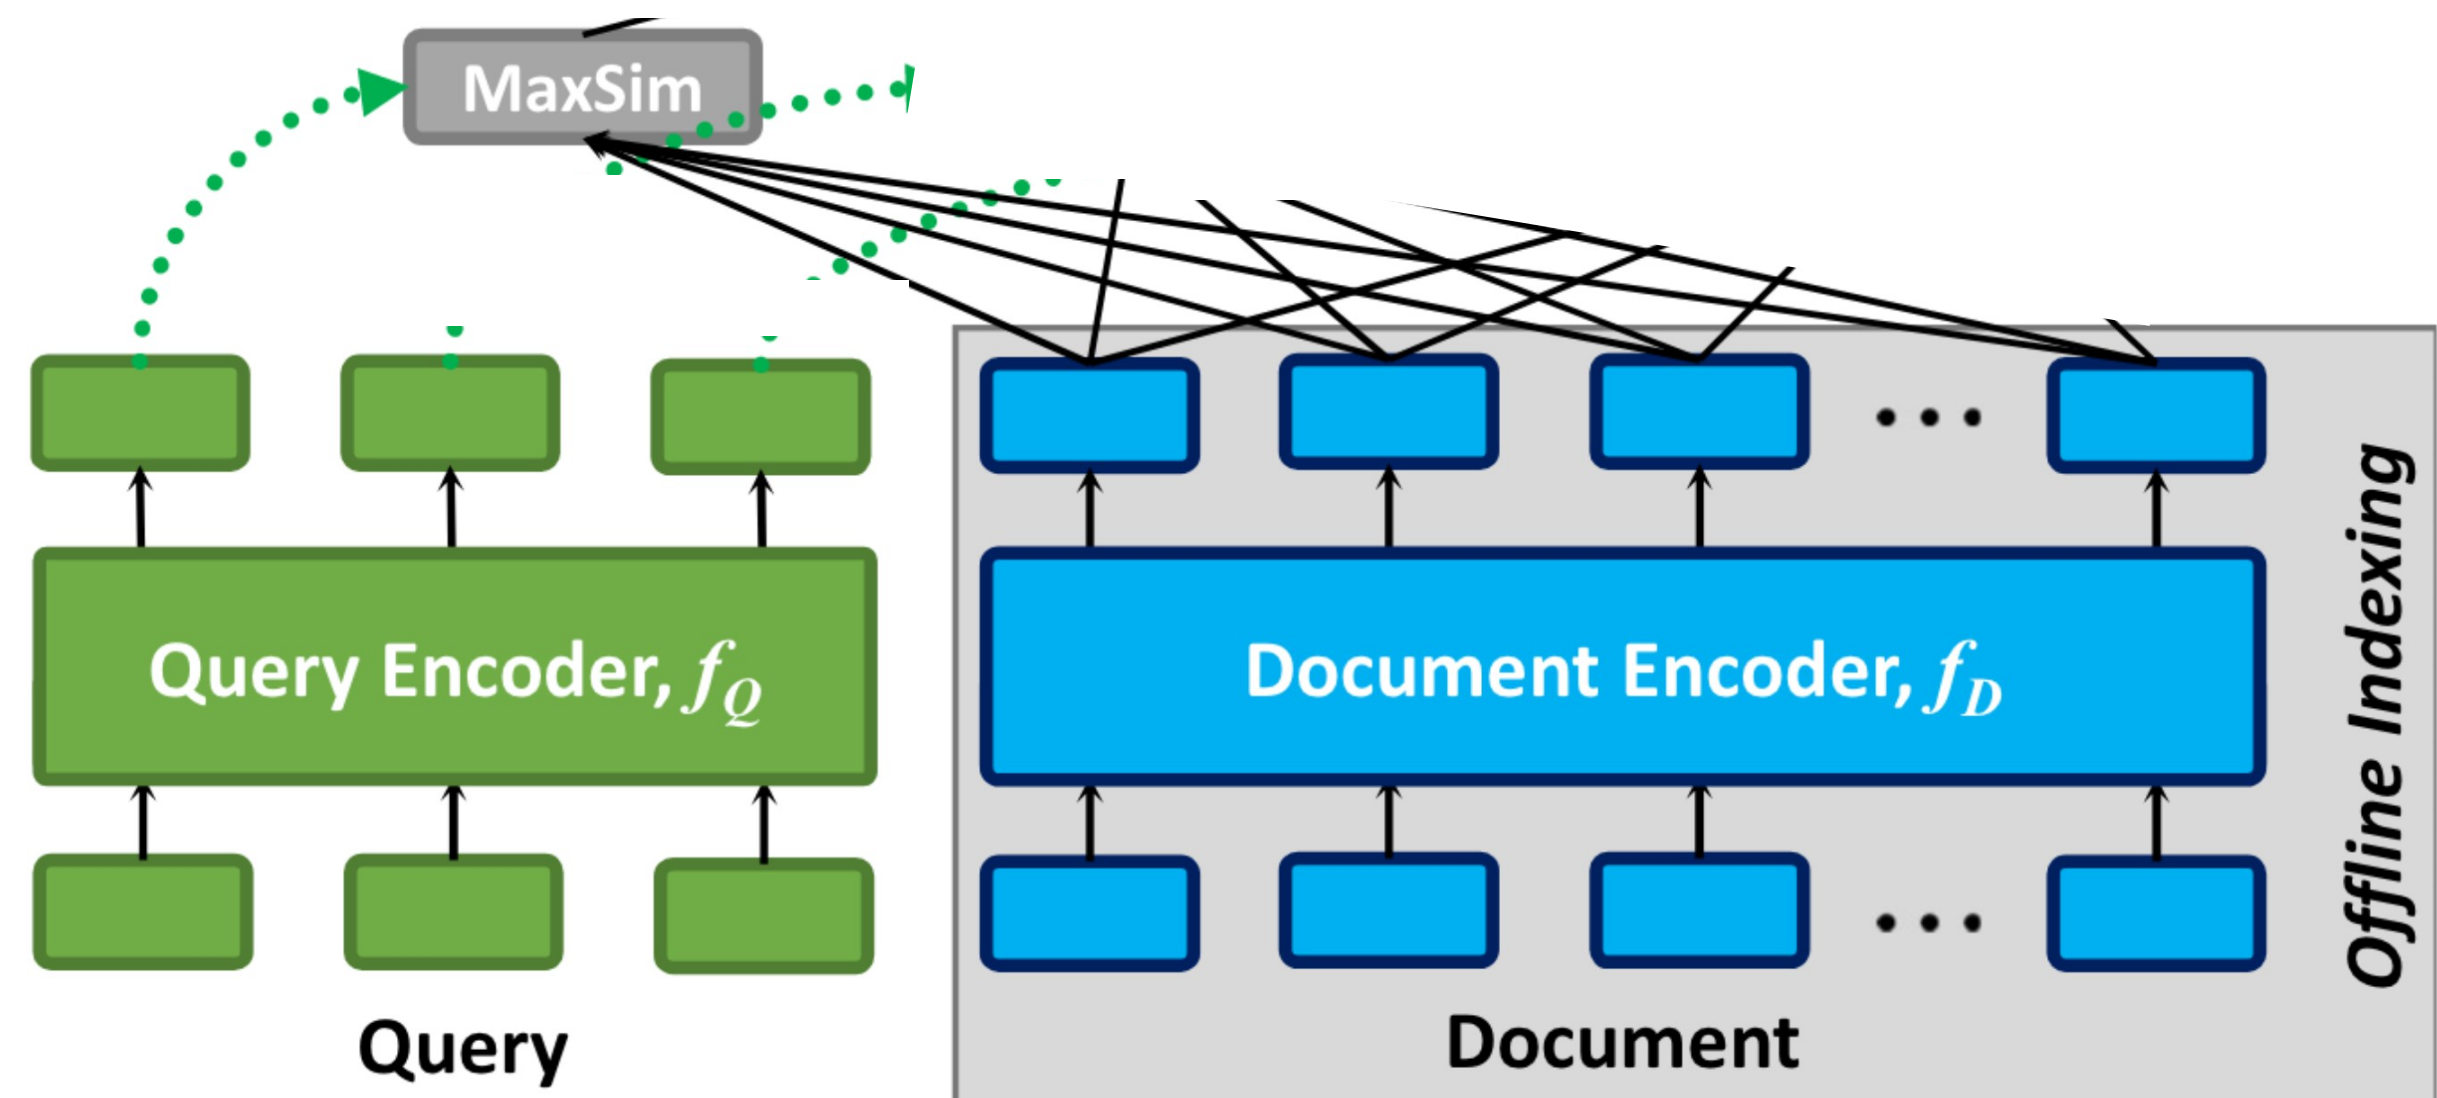 MaxSim
Query Encoder, f_Q
Document Encoder, f_D
Offline Indexing
Query
Document